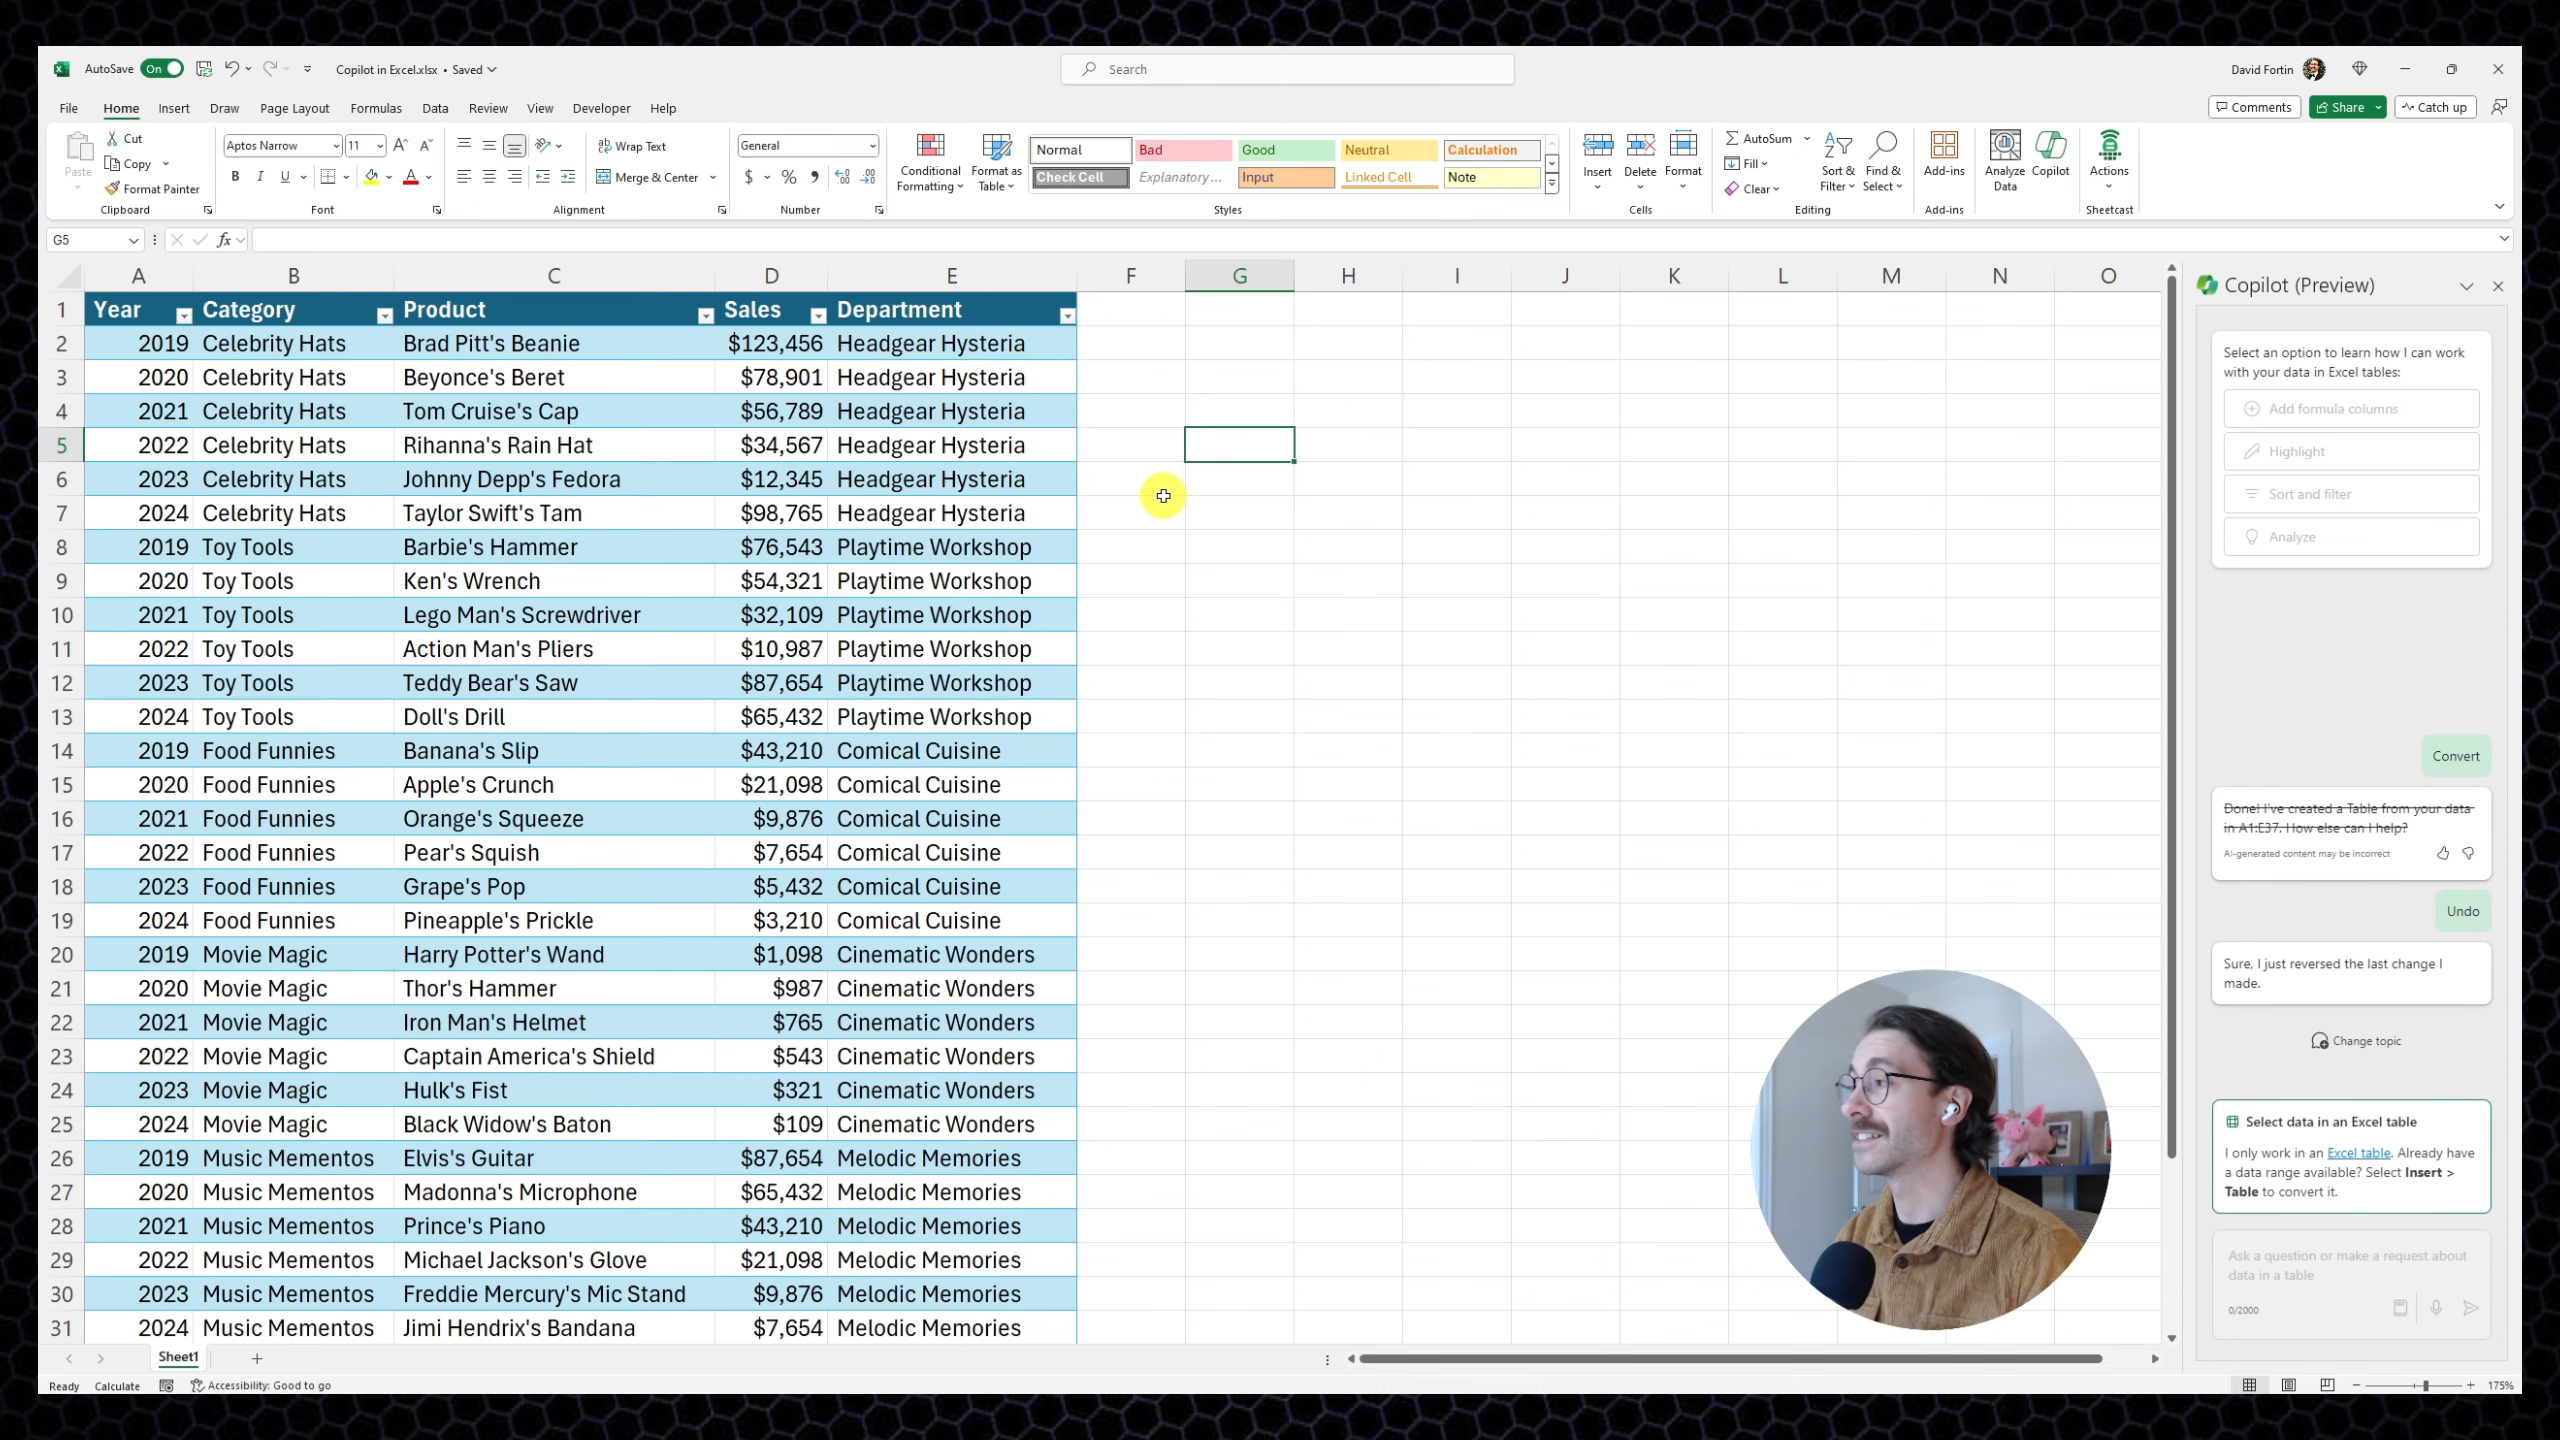 AutoSave On Copilot in Excel.xlsx • Saved Search David Fortin
File Home Insert Draw Page Layout Formulas Data Review View Developer Help Comments Share Catch up
Paste Cut Copy Format Painter Clipboard
Aptos Narrow 11 B I U A Font
Wrap Text Merge & Center Alignment
General $ % Number
Conditional Formatting Format as Table
Normal Bad Good Neutral Calculation
Check Cell Explanatory ... Input Linked Cell Note
Styles
Insert Delete Format Cells
AutoSum Fill Clear Sort & Filter Find & Select Editing
Add-ins Add-ins
Analyze Data Copilot
Actions Sheetcast
G5 fx
A B C D E F G H I J K L M N O
1 Year Category Product Sales Department
2 2019 Celebrity Hats Brad Pitt's Beanie $123,456 Headgear Hysteria
3 2020 Celebrity Hats Beyonce's Beret $78,901 Headgear Hysteria
4 2021 Celebrity Hats Tom Cruise's Cap $56,789 Headgear Hysteria
5 2022 Celebrity Hats Rihanna's Rain Hat $34,567 Headgear Hysteria
6 2023 Celebrity Hats Johnny Depp's Fedora $12,345 Headgear Hysteria
7 2024 Celebrity Hats Taylor Swift's Tam $98,765 Headgear Hysteria
8 2019 Toy Tools Barbie's Hammer $76,543 Playtime Workshop
9 2020 Toy Tools Ken's Wrench $54,321 Playtime Workshop
10 2021 Toy Tools Lego Man's Screwdriver $32,109 Playtime Workshop
11 2022 Toy Tools Action Man's Pliers $10,987 Playtime Workshop
12 2023 Toy Tools Teddy Bear's Saw $87,654 Playtime Workshop
13 2024 Toy Tools Doll's Drill $65,432 Playtime Workshop
14 2019 Food Funnies Banana's Slip $43,210 Comical Cuisine
15 2020 Food Funnies Apple's Crunch $21,098 Comical Cuisine
16 2021 Food Funnies Orange's Squeeze $9,876 Comical Cuisine
17 2022 Food Funnies Pear's Squish $7,654 Comical Cuisine
18 2023 Food Funnies Grape's Pop $5,432 Comical Cuisine
19 2024 Food Funnies Pineapple's Prickle $3,210 Comical Cuisine
20 2019 Movie Magic Harry Potter's Wand $1,098 Cinematic Wonders
21 2020 Movie Magic Thor's Hammer $987 Cinematic Wonders
22 2021 Movie Magic Iron Man's Helmet $765 Cinematic Wonders
23 2022 Movie Magic Captain America's Shield $543 Cinematic Wonders
24 2023 Movie Magic Hulk's Fist $321 Cinematic Wonders
25 2024 Movie Magic Black Widow's Baton $109 Cinematic Wonders
26 2019 Music Mementos Elvis's Guitar $87,654 Melodic Memories
27 2020 Music Mementos Madonna's Microphone $65,432 Melodic Memories
28 2021 Music Mementos Prince's Piano $43,210 Melodic Memories
29 2022 Music Mementos Michael Jackson's Glove $21,098 Melodic Memories
30 2023 Music Mementos Freddie Mercury's Mic Stand $9,876 Melodic Memories
31 2024 Music Mementos Jimi Hendrix's Bandana $7,654 Melodic Memories
Copilot (Preview)
Select an option to learn how I can work
with your data in Excel tables:
Add formula columns
Highlight
Sort and filter
Analyze
Convert
Done! I've created a Table from your data
in A1:E37. How else can I help?
AI-generated content may be incorrect
Undo
Sure, I just reversed the last change I
made.
Change topic
Select data in an Excel table
I only work in an Excel table. Already have
a data range available? Select Insert >
Table to convert it.
Ask a question or make a request about
data in a table
0/2000
Sheet1
Ready Calculate Accessibility: Good to go 175%